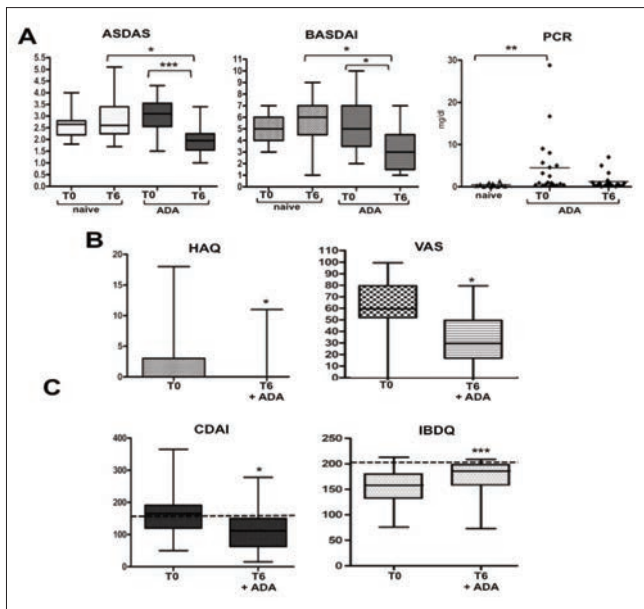 A
ASDAS
BASDAI
PCR
*
*
**
***
*
5.5
5.0
4.5
4.0
3.5
3.0
2.5
2.0
1.5
1.0
0.5
0.0
11
10
9
8
7
6
5
4
3
2
1
0
mg/dl
30
20
10
0
T0 T6 T0 T6
naive ADA
T0 T6 T0 T6
naive ADA
naive T0 T6
ADA
B
HAQ
VAS
20
15
10
5
0
*
T0 T6
+ ADA
110
100
90
80
70
60
50
40
30
20
10
0
*
T0 T6
+ ADA
C
CDAI
IBDQ
400
300
200
100
0
*
T0 T6
+ ADA
250
200
150
100
50
0
***
T0 T6
+ ADA